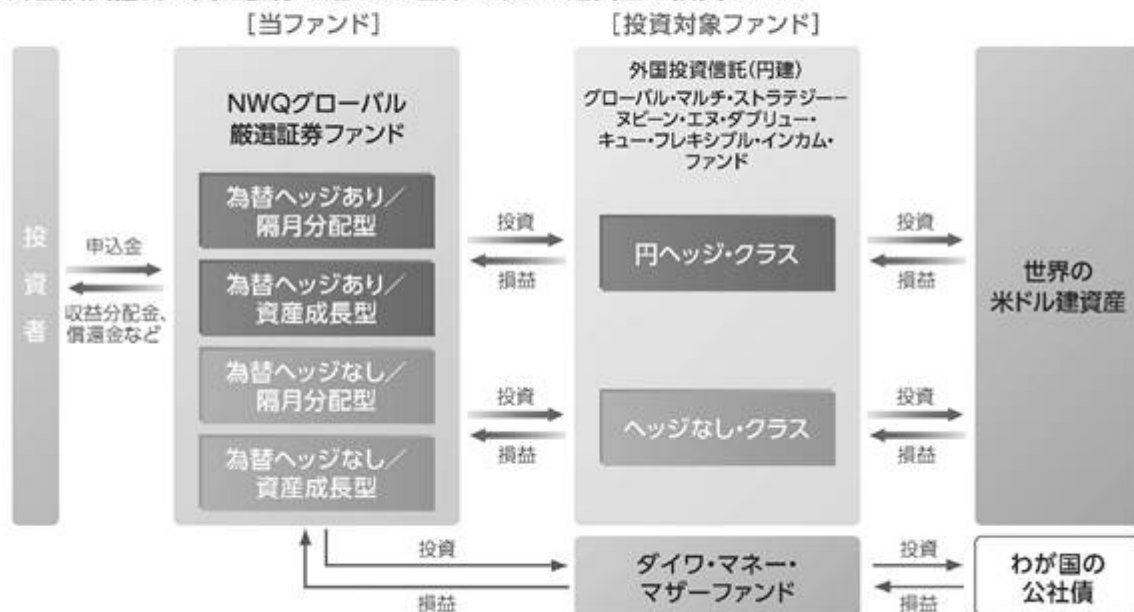 [当ファンド]
[投資対象ファンド]
投資者
申込金
収益分配金、
償還金など
NWQグローバル
厳選証券ファンド
為替ヘッジあり／
隔月分配型
為替ヘッジあり／
資産成長型
為替ヘッジなし／
隔月分配型
為替ヘッジなし／
資産成長型
投資
損益
投資
損益
外国投資信託(円建)
グローバル・マルチ・ストラテジー－
ヌビーン・エヌ・ダブリュー・
キュー・フレキシブル・インカム・
ファンド
円ヘッジ・クラス
ヘッジなし・クラス
投資
損益
投資
損益
世界の
米ドル建資産
投資
損益
ダイワ・マネー・
マザーファンド
投資
損益
わが国の
公社債